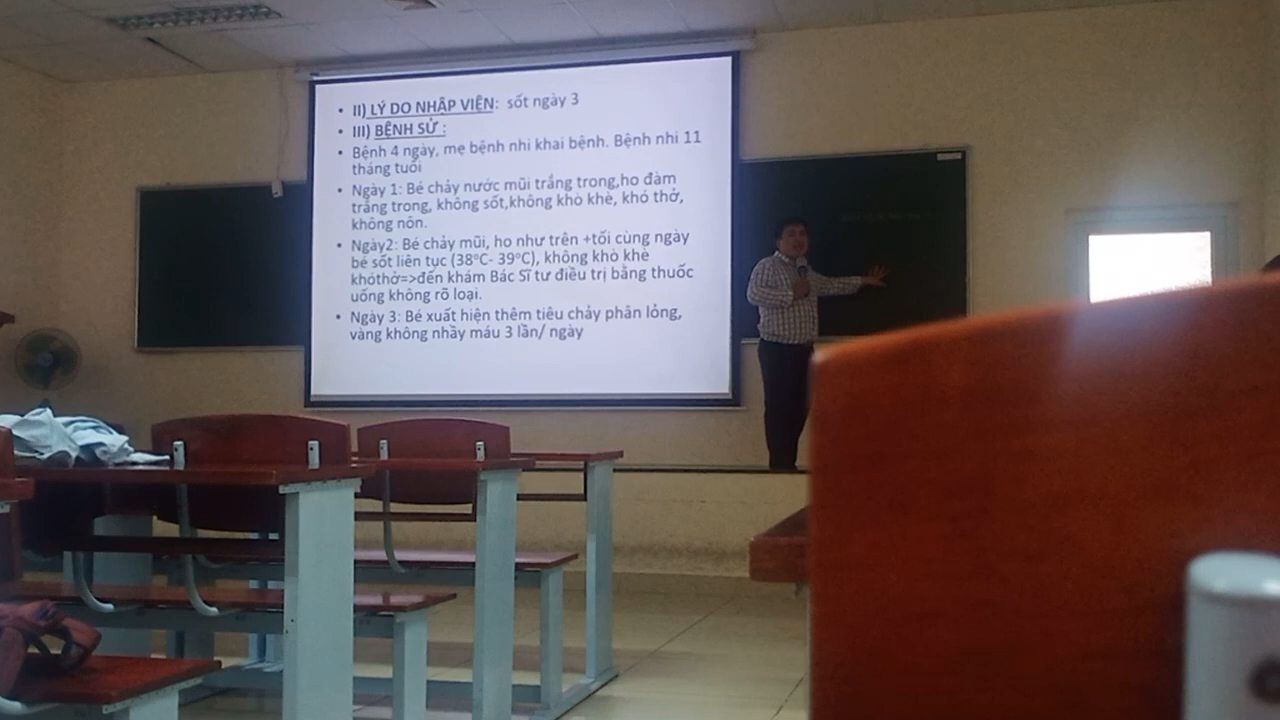 • II) LÝ DO NHẬP VIỆN: sốt ngày 3
• III) BỆNH SỬ :
• Bệnh 4 ngày, mẹ bệnh nhi khai bệnh. Bệnh nhi 11
tháng tuổi
• Ngày 1: Bé chảy nước mũi trắng trong,ho đàm
trắng trong, không sốt,không khò khè, khó thở,
không nôn.
• Ngày2: Bé chảy mũi, ho như trên +tối cùng ngày
bé sốt liên tục (38°C- 39°C), không khò khè
khóthở=>đến khám Bác Sĩ tư điều trị bằng thuốc
uống không rõ loại.
• Ngày 3: Bé xuất hiện thêm tiêu chảy phân lỏng,
vàng không nhầy máu 3 lần/ ngày